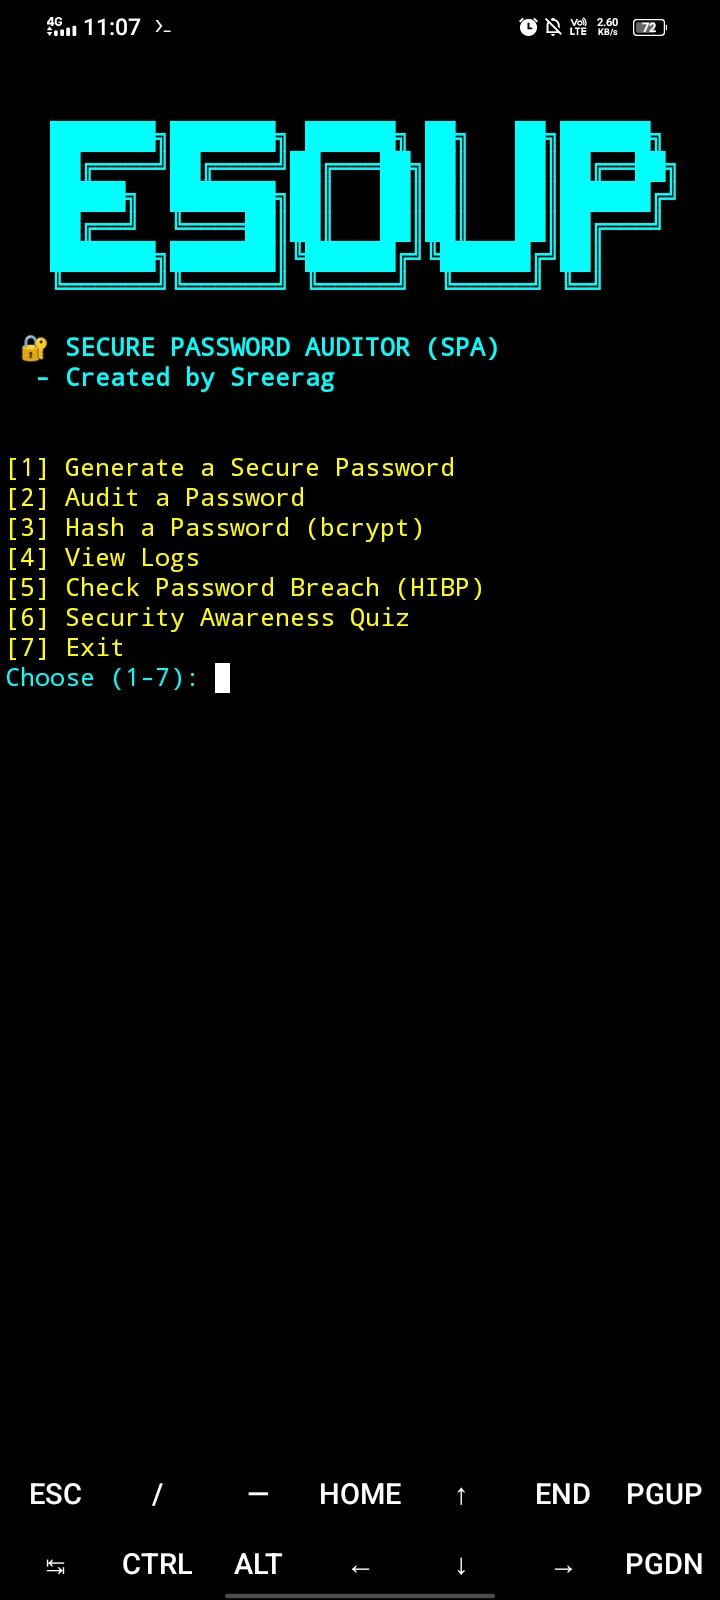 4G 11:07 Vo) LTE 2.60 KB/s 72
ESOUP
🔐 SECURE PASSWORD AUDITOR (SPA)
- Created by Sreerag
[1] Generate a Secure Password
[2] Audit a Password
[3] Hash a Password (bcrypt)
[4] View Logs
[5] Check Password Breach (HIBP)
[6] Security Awareness Quiz
[7] Exit
Choose (1-7):
ESC / — HOME ↑ END PGUP
↹ CTRL ALT ← ↓ → PGDN